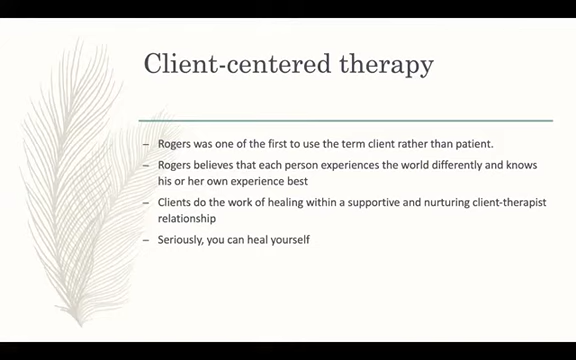 Client-centered therapy
– Rogers was one of the first to use the term client rather than patient.
– Rogers believes that each person experiences the world differently and knows
his or her own experience best
– Clients do the work of healing within a supportive and nurturing client-therapist
relationship
– Seriously, you can heal yourself